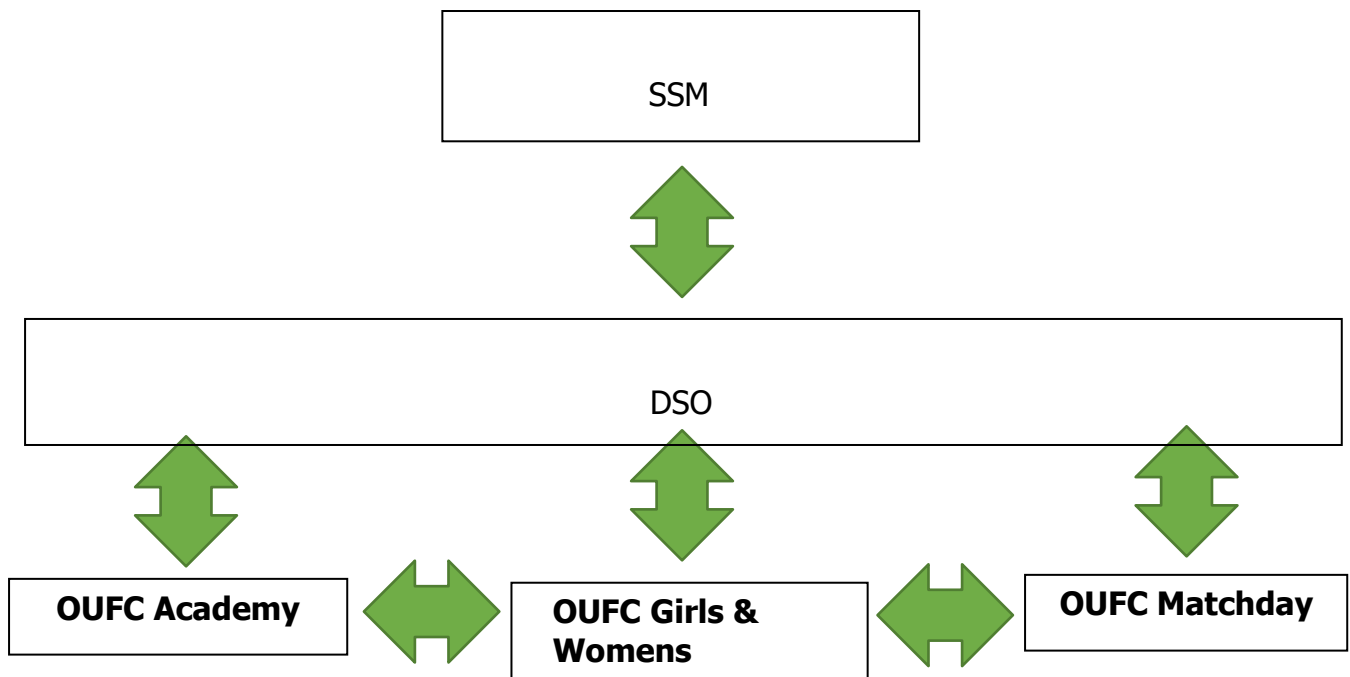 SSM
DSO
OUFC Academy
OUFC Girls &
Womens
OUFC Matchday